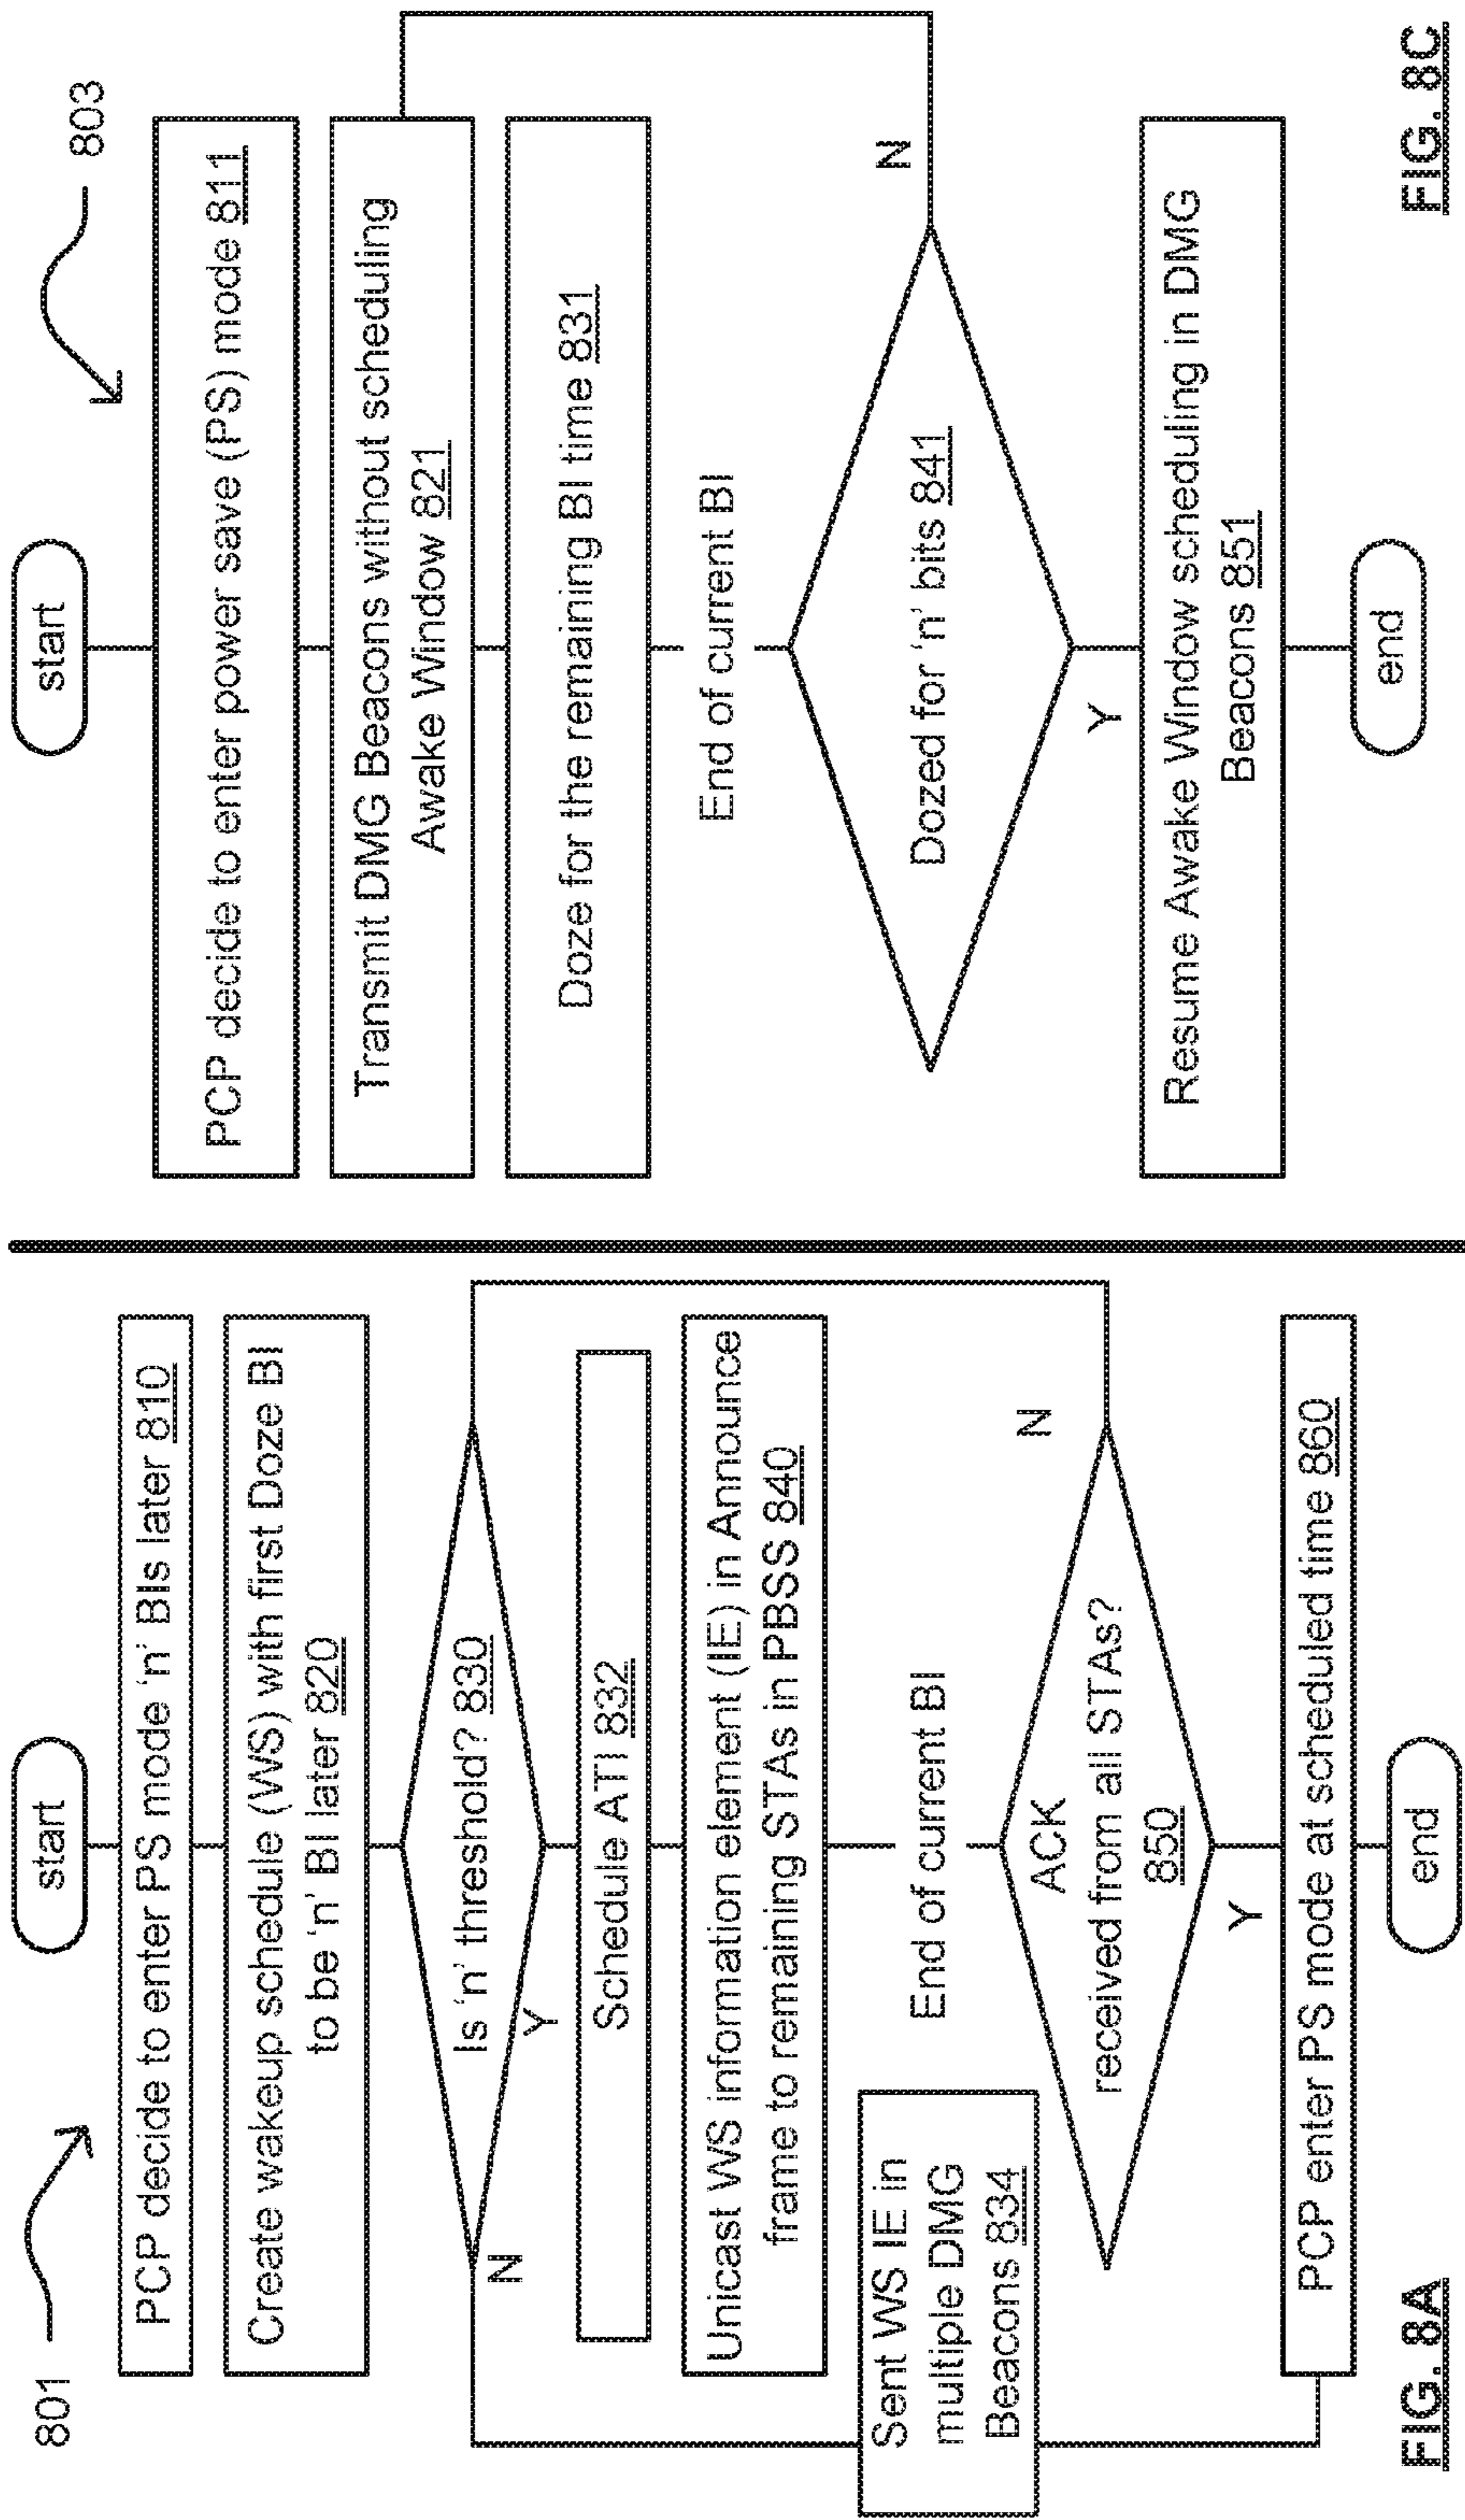 801
start
PCP decide to enter PS mode 'n' BIs later 810
Create wakeup schedule (WS) with first Doze BI
to be 'n' BI later 820
Is 'n' threshold? 830
N
Y
Schedule ATI 832
Unicast WS information element (IE) in Announce
frame to remaining STAs in PBSS 840
Sent WS IE in
multiple DMG
Beacons 834
End of current BI
ACK
received from all STAs?
850
N
Y
PCP enter PS mode at scheduled time 860
end
FIG. 8A
803
start
PCP decide to enter power save (PS) mode 811
Transmit DMG Beacons without scheduling
Awake Window 821
Doze for the remaining BI time 831
End of current BI
Dozed for 'n' bits 841
N
Y
Resume Awake Window scheduling in DMG
Beacons 851
end
FIG. 8C